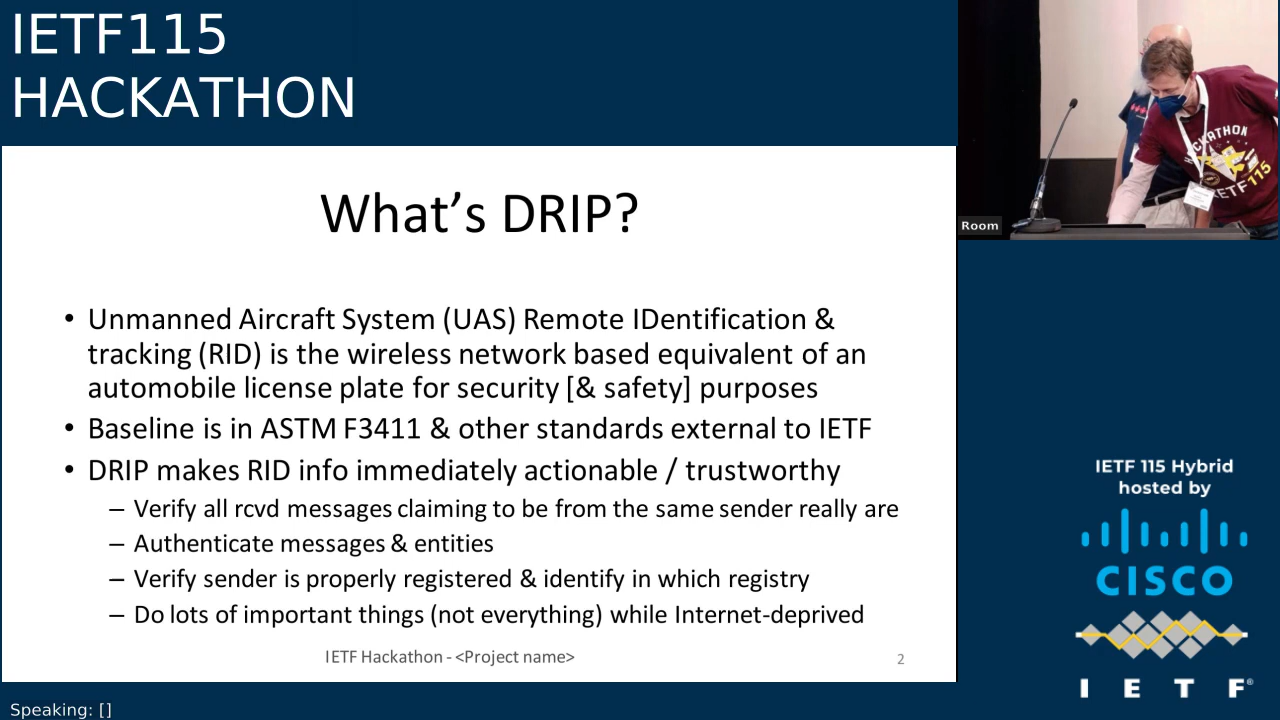 IETF115
HACKATHON
What's DRIP?
• Unmanned Aircraft System (UAS) Remote IDentification &
tracking (RID) is the wireless network based equivalent of an
automobile license plate for security [& safety] purposes
• Baseline is in ASTM F3411 & other standards external to IETF
• DRIP makes RID info immediately actionable / trustworthy
– Verify all rcvd messages claiming to be from the same sender really are
– Authenticate messages & entities
– Verify sender is properly registered & identify in which registry
– Do lots of important things (not everything) while Internet-deprived
IETF Hackathon - <Project name>
2
Speaking: []
Room
HACKATHON
IETF 115
IETF 115 Hybrid
hosted by
CISCO
I E T F®